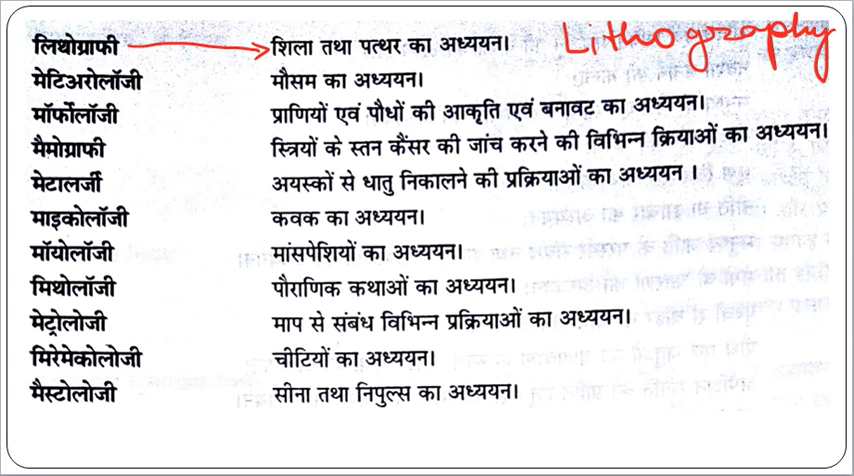 लिथोग्राफी शिला तथा पत्थर का अध्ययन। Lithography
मेटिअरोलॉजी मौसम का अध्ययन।
मॉर्फोलॉजी प्राणियों एवं पौधों की आकृति एवं बनावट का अध्ययन।
मैमोग्राफी स्त्रियों के स्तन कैंसर की जांच करने की विभिन्न क्रियाओं का अध्ययन।
मेटालर्जी अयस्कों से धातु निकालने की प्रक्रियाओं का अध्ययन ।
माइकोलॉजी कवक का अध्ययन।
मॉयोलॉजी मांसपेशियों का अध्ययन।
मिथोलॉजी पौराणिक कथाओं का अध्ययन।
मेट्रोलोजी माप से संबंध विभिन्न प्रक्रियाओं का अध्ययन।
मिरेमेकोलोजी चीटियों का अध्ययन।
मैस्टोलोजी सीना तथा निपुल्स का अध्ययन।